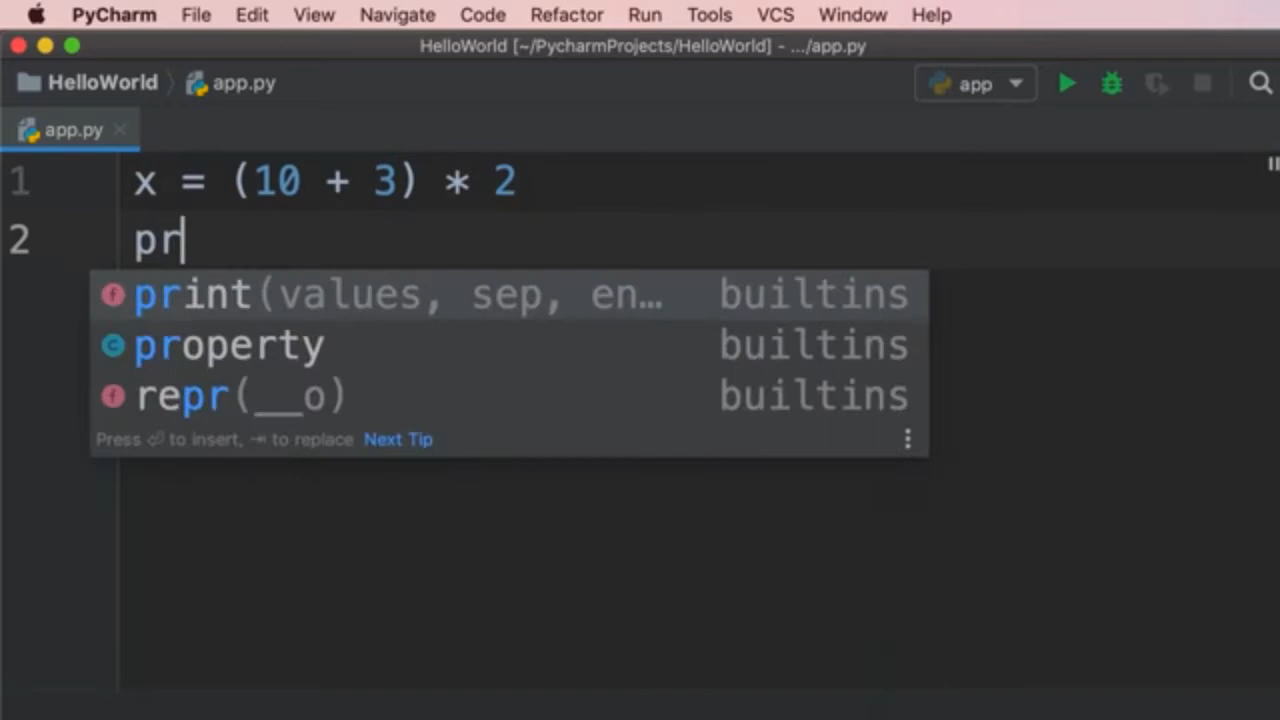 PyCharm File Edit View Navigate Code Refactor Run Tools VCS Window Help
HelloWorld [~/PycharmProjects/HelloWorld] - .../app.py
HelloWorld app.py app
app.py
1 x = (10 + 3) * 2
2 pr
f print(values, sep, en… builtins
C property builtins
f repr(__o) builtins
Press ⏎ to insert, ⇥ to replace Next Tip